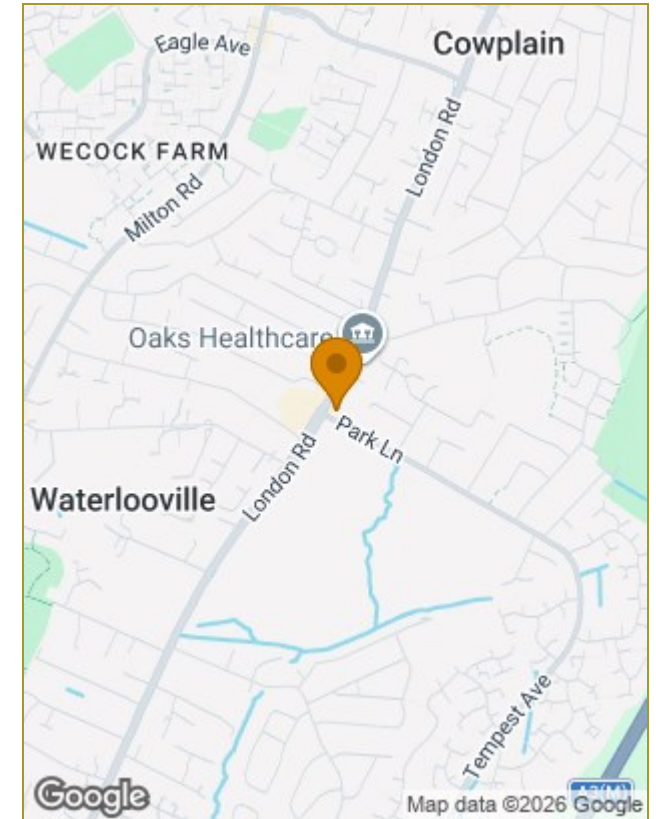 Cowplain
Eagle Ave
London Rd
WECOCK FARM
Milton Rd
Oaks Healthcare
Park Ln
London Rd
Waterlooville
Tempest Ave
A3(M)
Google
Map data ©2026 Google